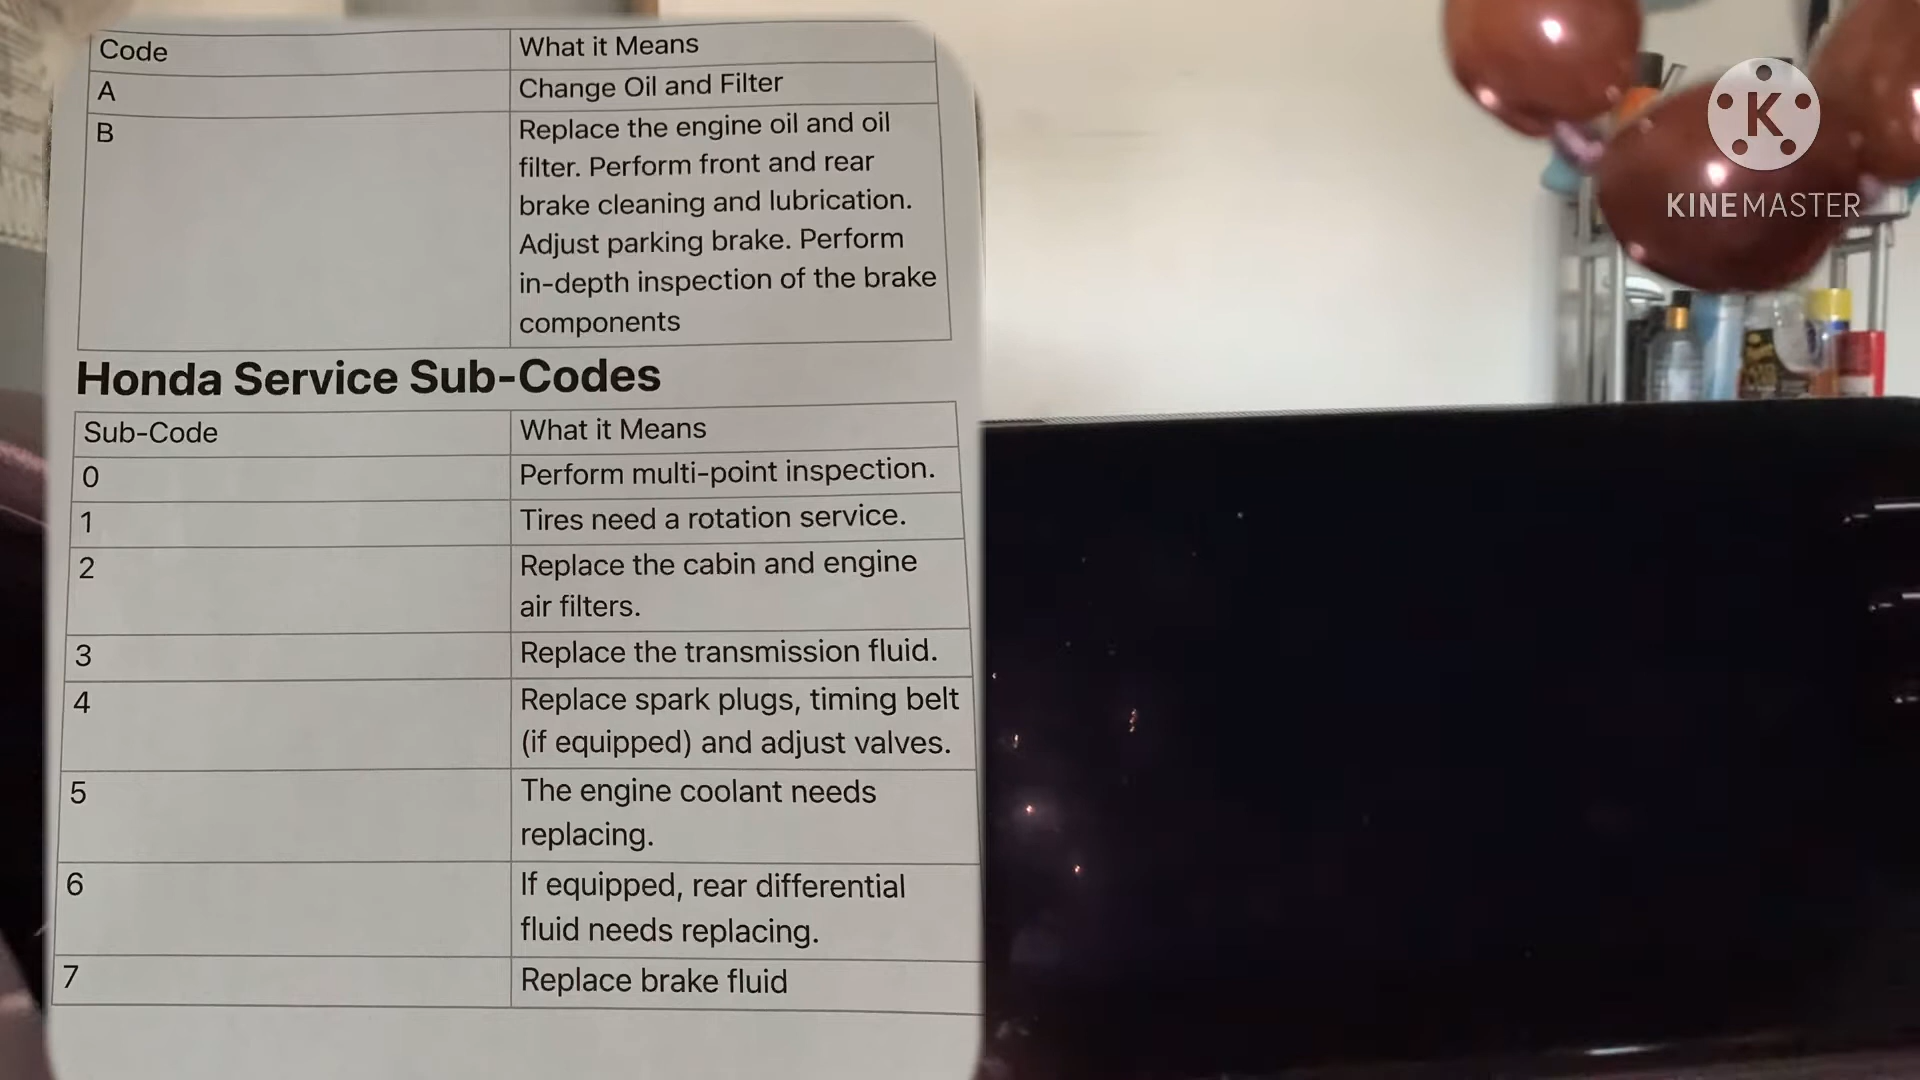 Code What it Means
A Change Oil and Filter
B Replace the engine oil and oil
filter. Perform front and rear
brake cleaning and lubrication.
Adjust parking brake. Perform
in-depth inspection of the brake
components
Honda Service Sub-Codes
Sub-Code What it Means
0 Perform multi-point inspection.
1 Tires need a rotation service.
2 Replace the cabin and engine
air filters.
3 Replace the transmission fluid.
4 Replace spark plugs, timing belt
(if equipped) and adjust valves.
5 The engine coolant needs
replacing.
6 If equipped, rear differential
fluid needs replacing.
7 Replace brake fluid
K
KINEMASTER